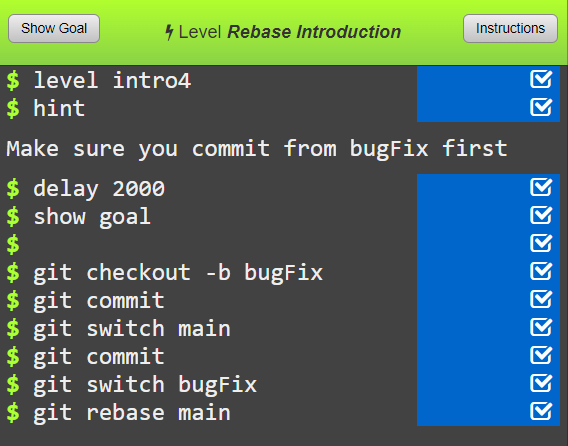 Show Goal
Level Rebase Introduction
Instructions
$ level intro4
$ hint
Make sure you commit from bugFix first
$ delay 2000
$ show goal
$
$ git checkout -b bugFix
$ git commit
$ git switch main
$ git commit
$ git switch bugFix
$ git rebase main